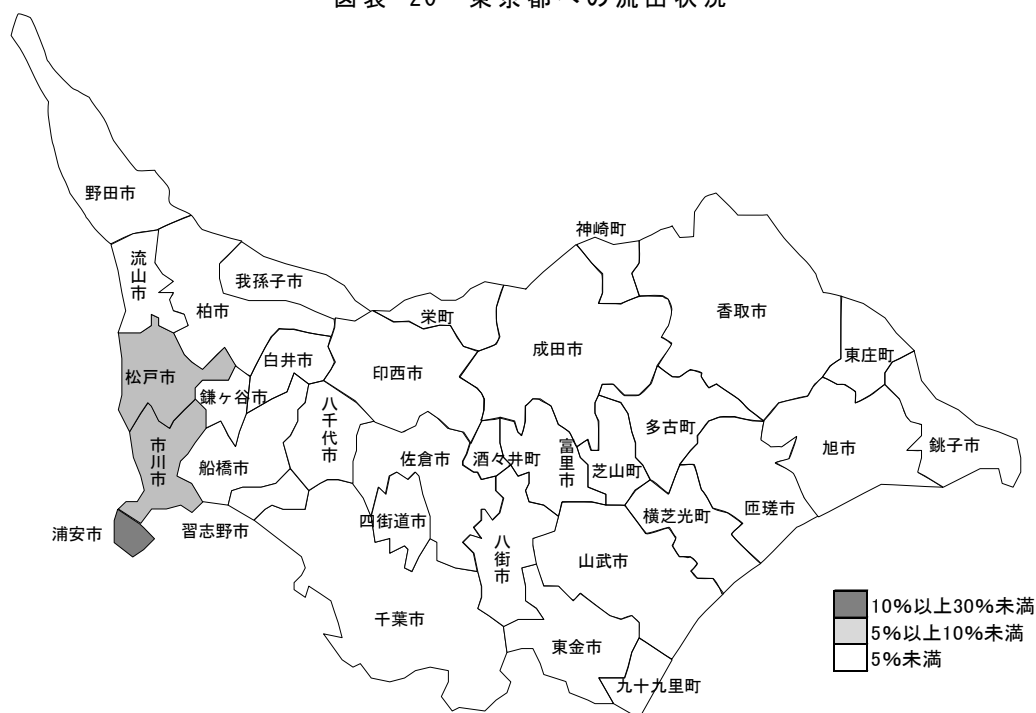 図表 20 東京都への流出状況
野田市
神崎町
流山市
我孫子市
柏市
香取市
栄町
成田市
東庄町
白井市
印西市
松戸市
鎌ヶ谷市
八千代市
多古町
旭市
銚子市
市川市
船橋市
佐倉市
酒々井町
富里市
芝山町
匝瑳市
横芝光町
浦安市
習志野市
四街道市
八街市
山武市
千葉市
東金市
九十九里町
10%以上30%未満
5%以上10%未満
5%未満